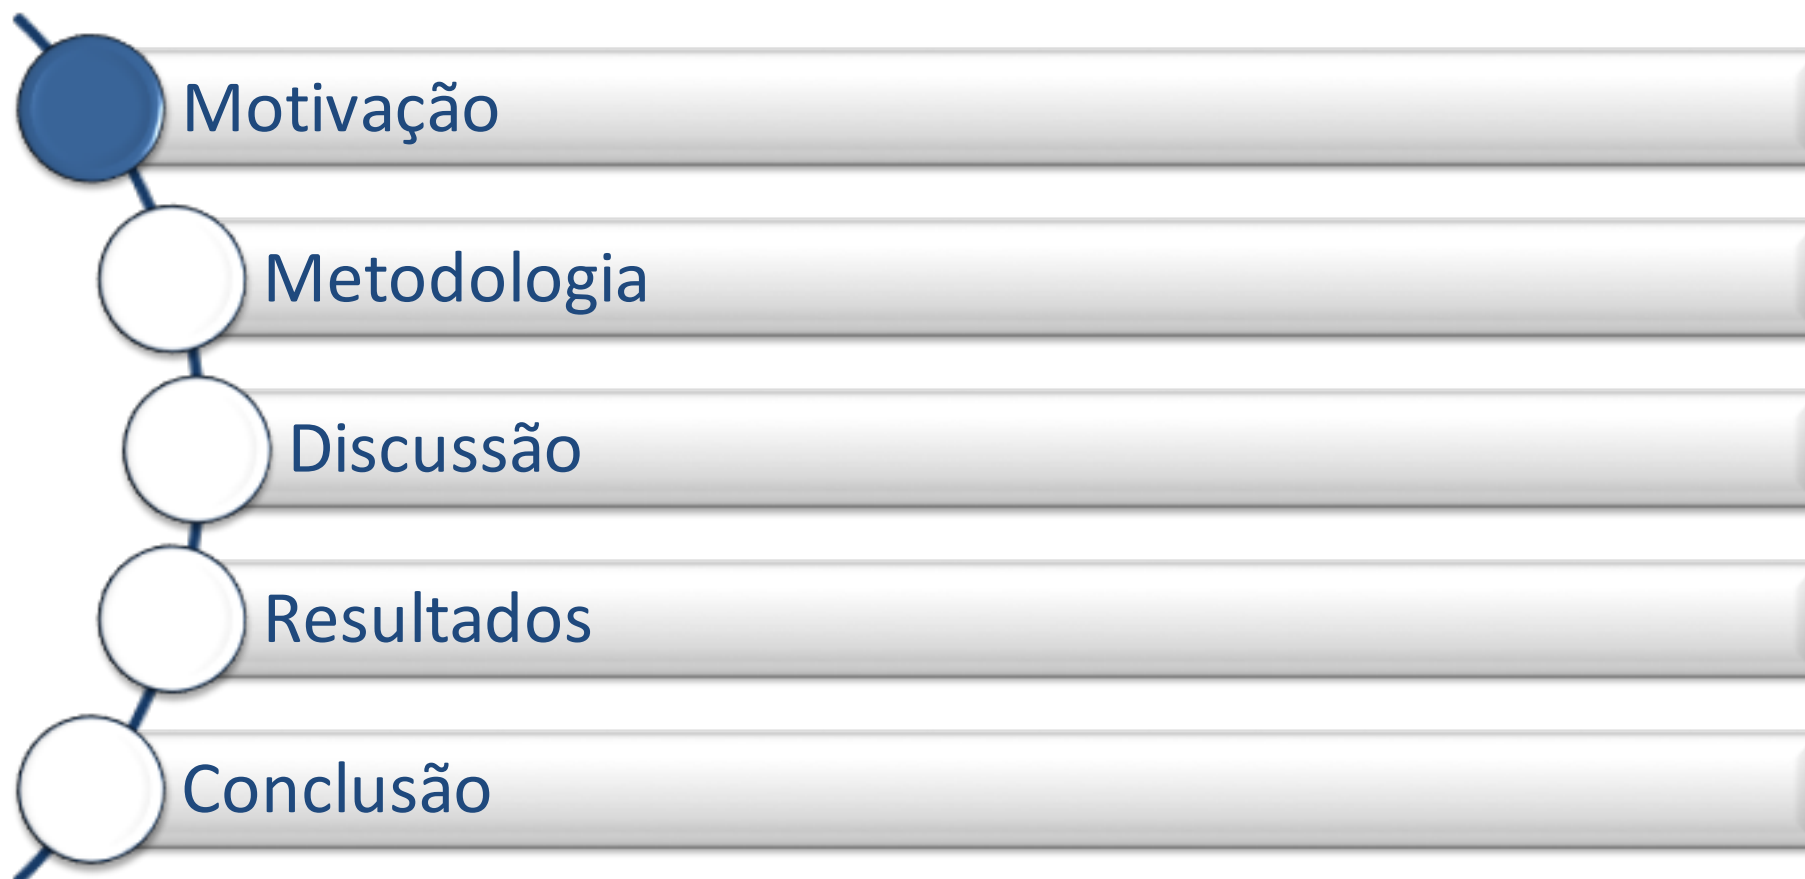 Motivação
Metodologia
Discussão
Resultados
Conclusão